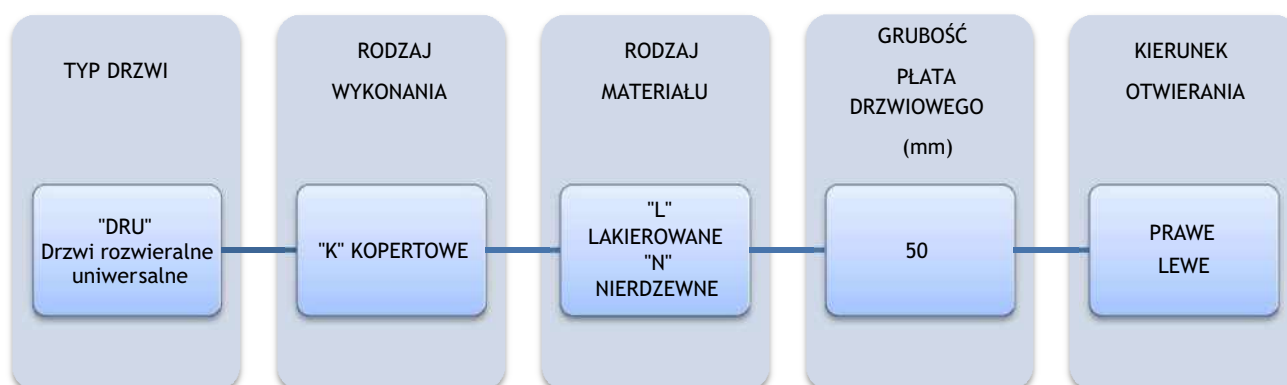 TYP DRZWI
"DRU"
Drzwi rozwieralne
uniwersalne
RODZAJ
WYKONANIA
"K" KOPERTOWE
RODZAJ
MATERIAŁU
"L"
LAKIEROWANE
"N"
NIERDZEWNE
GRUBOŚĆ
PŁATA
DRZWIOWEGO
(mm)
50
KIERUNEK
OTWIERANIA
PRAWE
LEWE